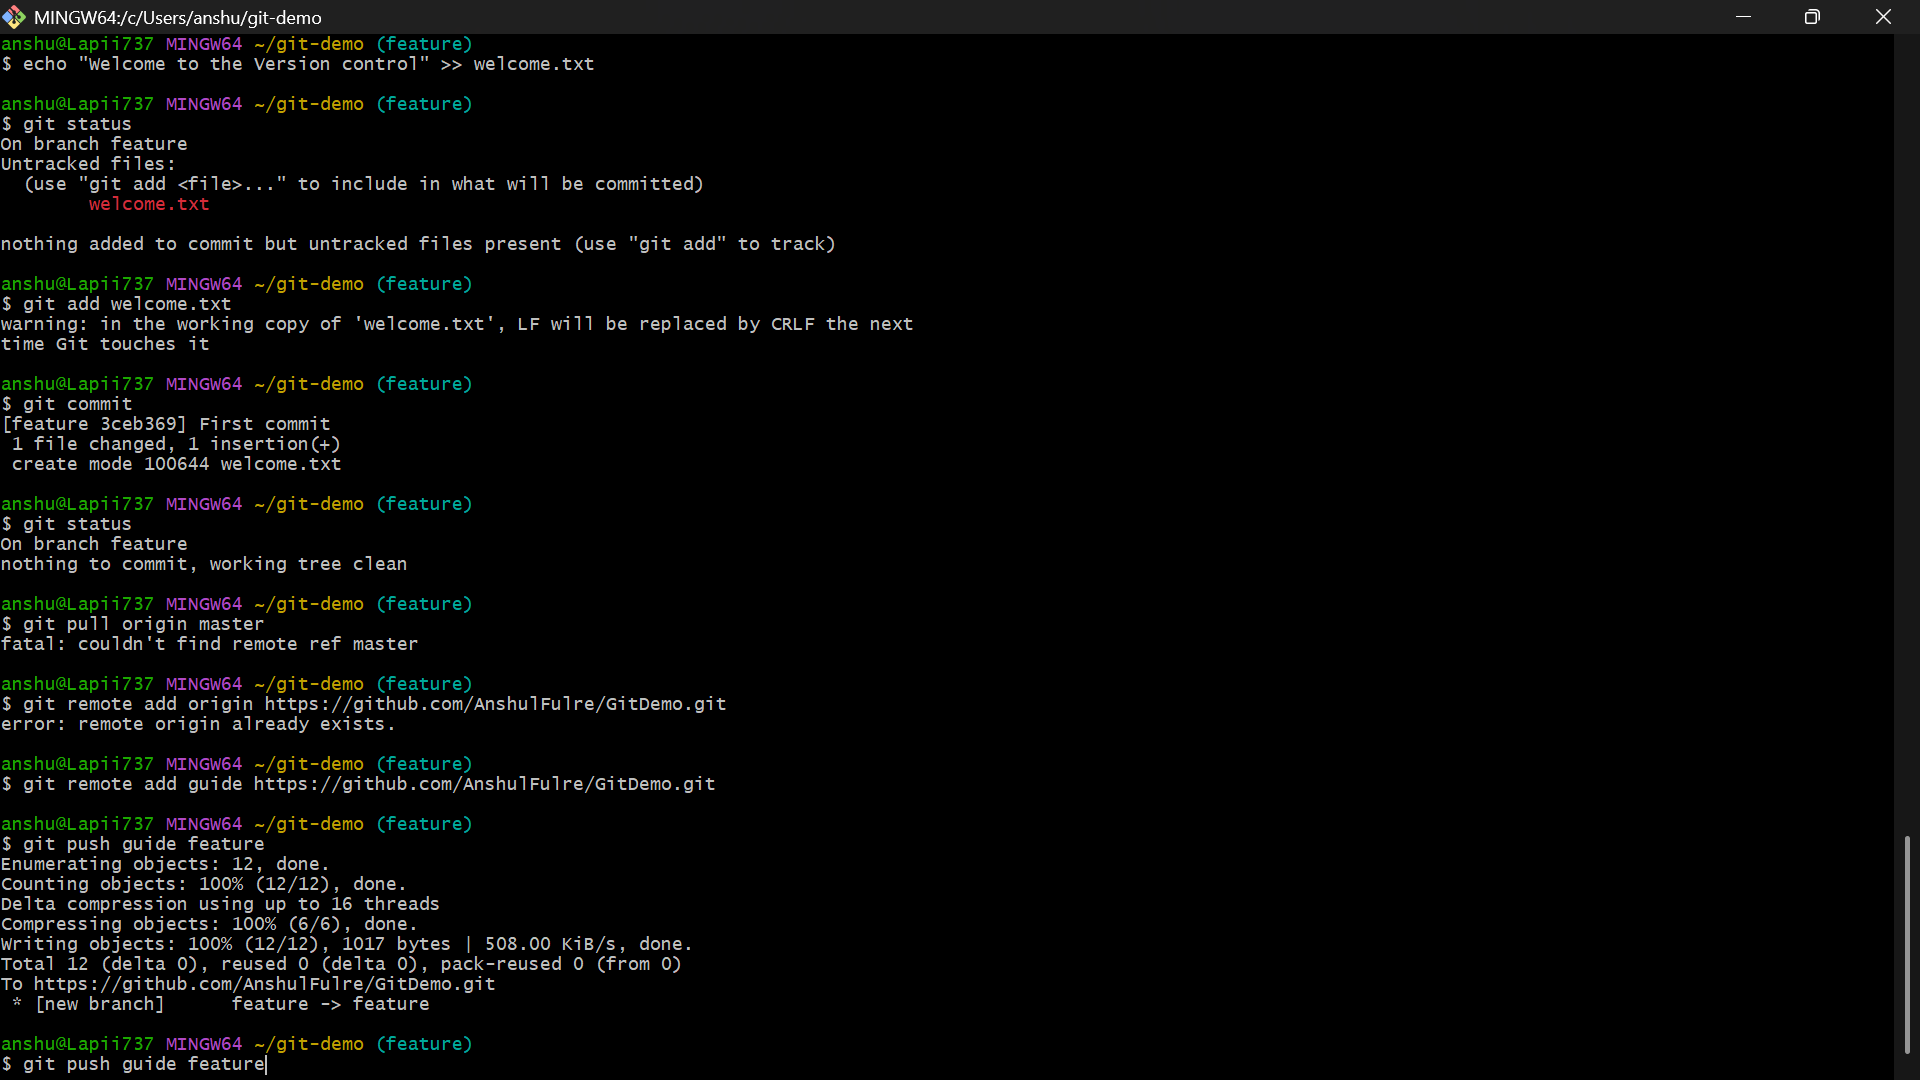 MINGW64:/c/Users/anshu/git-demo
anshu@Lapii737 MINGW64 ~/git-demo (feature)
$ echo "Welcome to the Version control" >> welcome.txt
anshu@Lapii737 MINGW64 ~/git-demo (feature)
$ git status
On branch feature
Untracked files:
  (use "git add <file>..." to include in what will be committed)
        welcome.txt
nothing added to commit but untracked files present (use "git add" to track)
anshu@Lapii737 MINGW64 ~/git-demo (feature)
$ git add welcome.txt
warning: in the working copy of 'welcome.txt', LF will be replaced by CRLF the next
time Git touches it
anshu@Lapii737 MINGW64 ~/git-demo (feature)
$ git commit
[feature 3ceb369] First commit
 1 file changed, 1 insertion(+)
 create mode 100644 welcome.txt
anshu@Lapii737 MINGW64 ~/git-demo (feature)
$ git status
On branch feature
nothing to commit, working tree clean
anshu@Lapii737 MINGW64 ~/git-demo (feature)
$ git pull origin master
fatal: couldn't find remote ref master
anshu@Lapii737 MINGW64 ~/git-demo (feature)
$ git remote add origin https://github.com/AnshulFulre/GitDemo.git
error: remote origin already exists.
anshu@Lapii737 MINGW64 ~/git-demo (feature)
$ git remote add guide https://github.com/AnshulFulre/GitDemo.git
anshu@Lapii737 MINGW64 ~/git-demo (feature)
$ git push guide feature
Enumerating objects: 12, done.
Counting objects: 100% (12/12), done.
Delta compression using up to 16 threads
Compressing objects: 100% (6/6), done.
Writing objects: 100% (12/12), 1017 bytes | 508.00 KiB/s, done.
Total 12 (delta 0), reused 0 (delta 0), pack-reused 0 (from 0)
To https://github.com/AnshulFulre/GitDemo.git
 * [new branch]      feature -> feature
anshu@Lapii737 MINGW64 ~/git-demo (feature)
$ git push guide feature